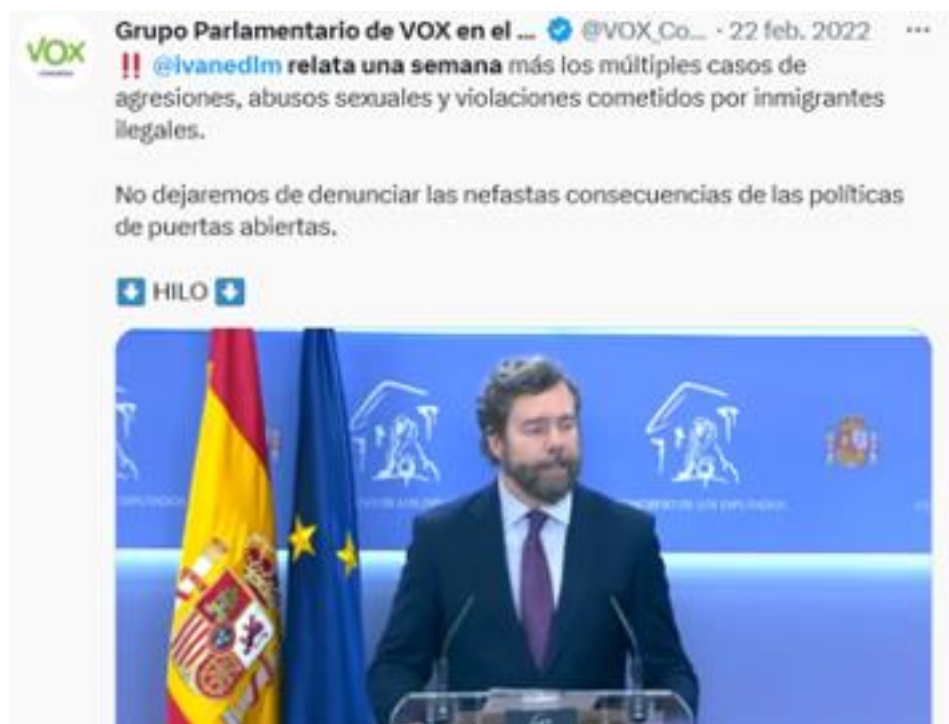 VOX
Grupo Parlamentario de VOX en el ... @VOX_Co... · 22 feb. 2022 ···
‼ @ivanedlm relata una semana más los múltiples casos de
agresiones, abusos sexuales y violaciones cometidos por inmigrantes
ilegales.
No dejaremos de denunciar las nefastas consecuencias de las políticas
de puertas abiertas.
⬇ HILO ⬇